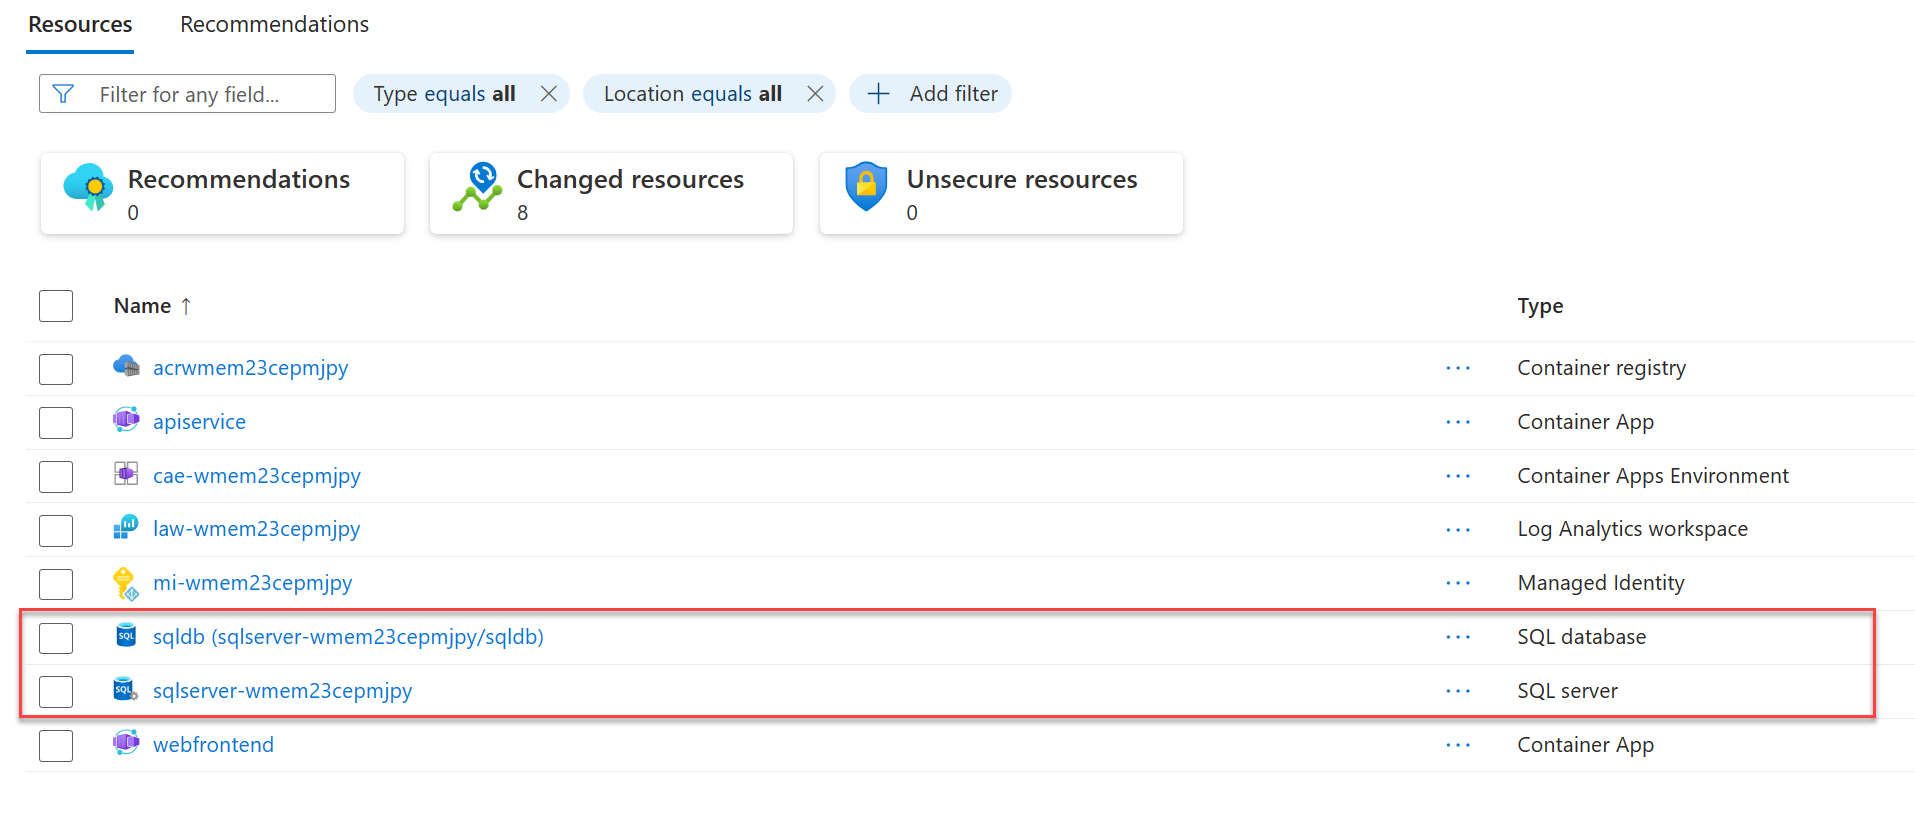 Resources Recommendations
Filter for any field... Type equals all Location equals all Add filter
Recommendations
0
Changed resources
8
Unsecure resources
0
Name ↑ Type
acrwmem23cepmjpy ... Container registry
apiservice ... Container App
cae-wmem23cepmjpy ... Container Apps Environment
law-wmem23cepmjpy ... Log Analytics workspace
mi-wmem23cepmjpy ... Managed Identity
sqldb (sqlserver-wmem23cepmjpy/sqldb) ... SQL database
sqlserver-wmem23cepmjpy ... SQL server
webfrontend ... Container App